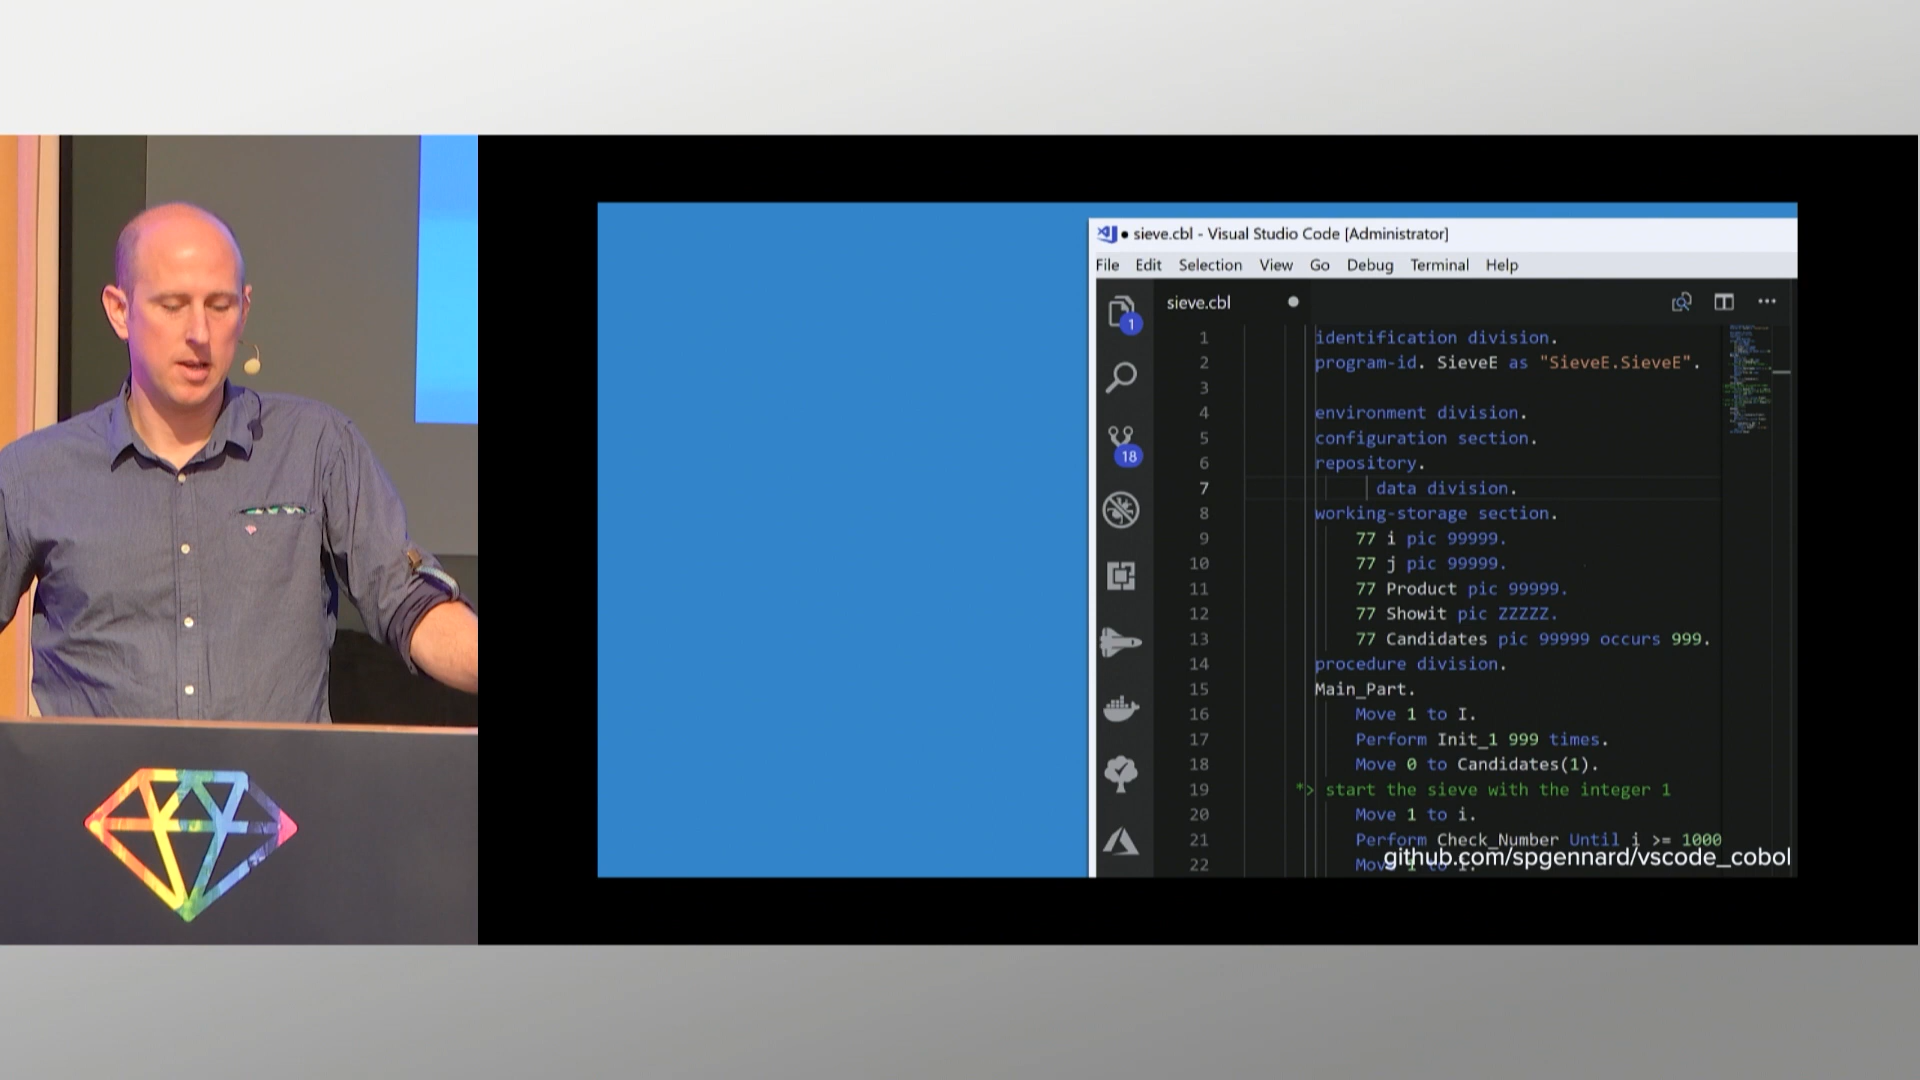 ● sieve.cbl - Visual Studio Code [Administrator]
File Edit Selection View Go Debug Terminal Help
sieve.cbl ●
1
18
1 identification division.
2 program-id. SieveE as "SieveE.SieveE".
3
4 environment division.
5 configuration section.
6 repository.
7 data division.
8 working-storage section.
9 77 i pic 99999.
10 77 j pic 99999.
11 77 Product pic 99999.
12 77 Showit pic ZZZZZ.
13 77 Candidates pic 99999 occurs 999.
14 procedure division.
15 Main_Part.
16 Move 1 to I.
17 Perform Init_1 999 times.
18 Move 0 to Candidates(1).
19 *> start the sieve with the integer 1
20 Move 1 to i.
21 Perform Check_Number Until i >= 1000
22 Move 1 to i.
github.com/spgennard/vscode_cobol